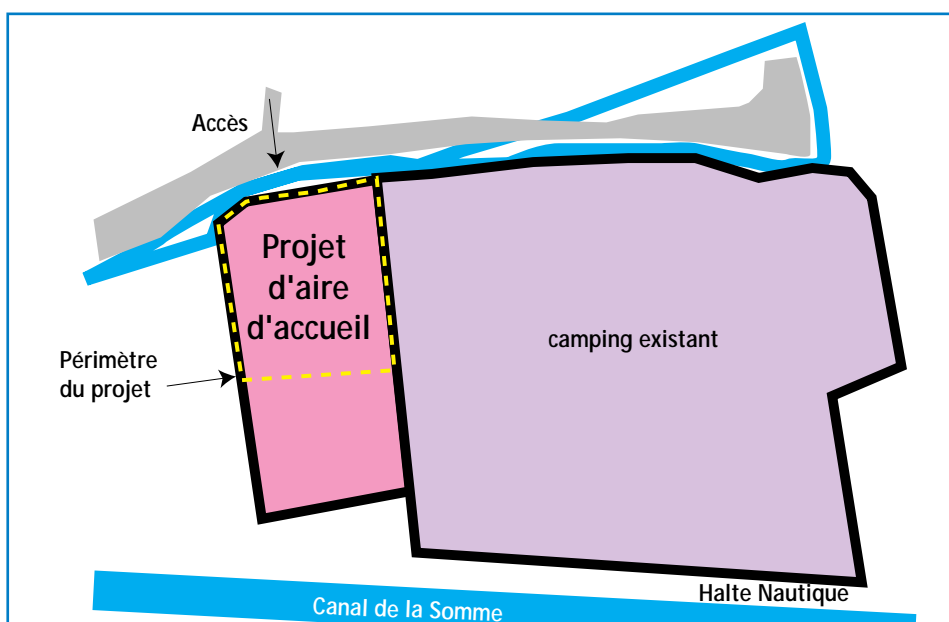 Accès
Projet
d'aire
d'accueil
camping existant
Périmètre
du projet
Halte Nautique
Canal de la Somme